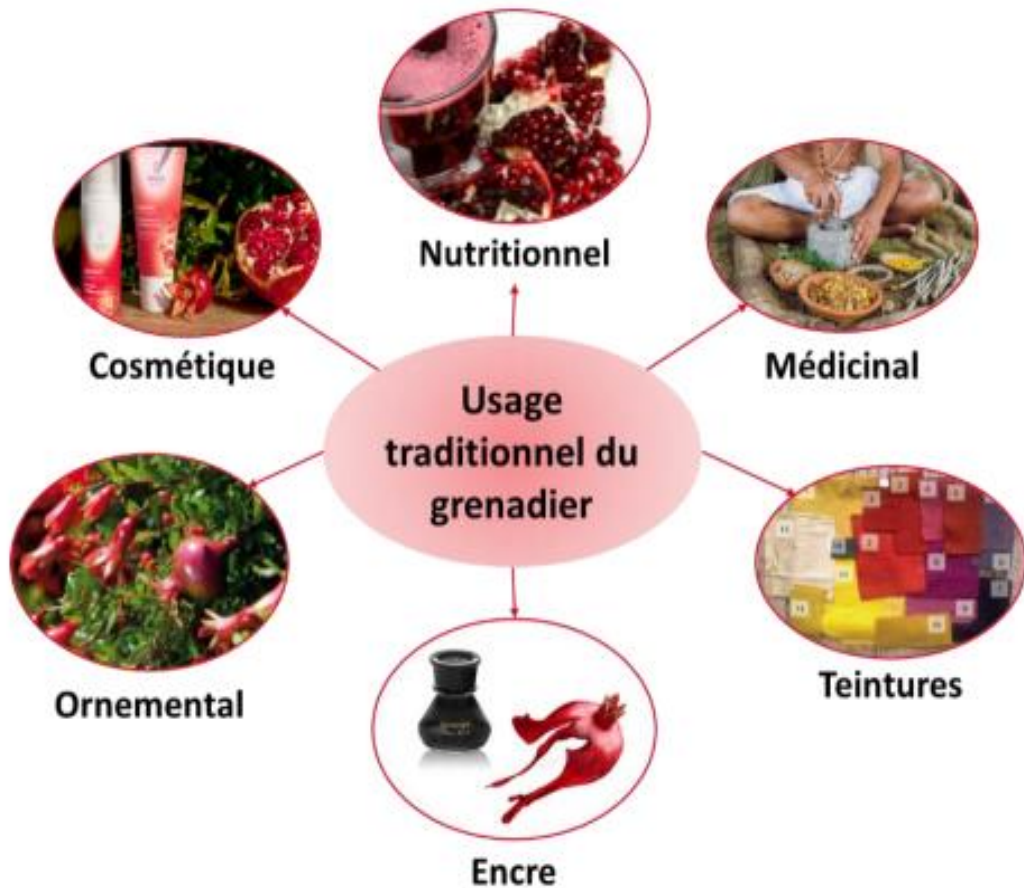 Nutritionnel
Cosmétique
Médicinal
Usage
traditionnel du
grenadier
Ornemental
Teintures
Encre